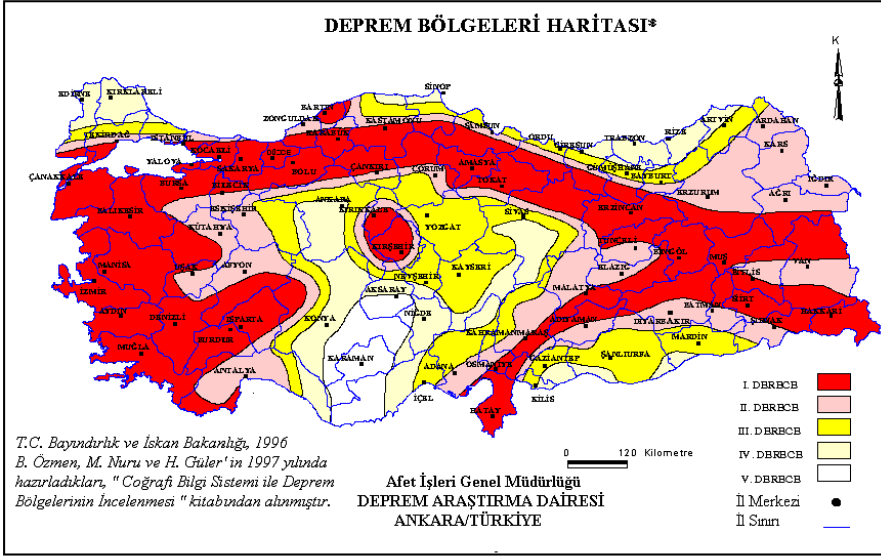 DEPREM BÖLGELERİ HARİTASI*
K
SİNOP
EDİRNE
KIRKLARELİ
BARTIN
ZONGULDAK
KASTAMONU
KARABÜK
SAMSUN
ARTVİN
ARDAHAN
TEKİRDAĞ
İSTANBUL
ORDU
GİRESUN
TRABZON
RİZE
KARS
KOCAELİ
YALOVA
SAKARYA
DÜZCE
BOLU
ÇANKIRI
ÇORUM
AMASYA
TOKAT
GÜMÜŞHANE
BAYBURT
ERZURUM
IĞDIR
AĞRI
ÇANAKKALE
BURSA
BİLECİK
ANKARA
KIRIKKALE
BALIKESİR
ESKİŞEHİR
KÜTAHYA
YOZGAT
SİVAS
ERZİNCAN
TUNCELİ
BİNGÖL
MUŞ
KIRŞEHİR
MANİSA
UŞAK
AFYON
NEVŞEHİR
KAYSERİ
ELAZIĞ
BİTLİS
VAN
İZMİR
AKSARAY
MALATYA
AYDIN
DENİZLİ
ISPARTA
KONYA
NİĞDE
KAHRAMANMARAŞ
ADIYAMAN
DİYARBAKIR
BATMAN
SİİRT
HAKKARİ
BURDUR
ŞIRNAK
MUĞLA
MARDİN
ANTALYA
KARAMAN
ADANA
OSMANİYE
GAZİANTEP
ŞANLIURFA
İÇEL
KİLİS
HATAY
I. DERECE
II. DERECE
III. DERECE
IV. DERECE
V. DERECE
İl Merkezi
İl Sınırı
0 120 Kilometre
T.C. Bayındırlık ve İskan Bakanlığı, 1996
B. Özmen, M. Nuru ve H. Güler' in 1997 yılında
hazırladıkları, " Coğrafi Bilgi Sistemi ile Deprem
Bölgelerinin İncelenmesi " kitabından alınmıştır.
Afet İşleri Genel Müdürlüğü
DEPREM ARAŞTIRMA DAİRESİ
ANKARA/TÜRKİYE